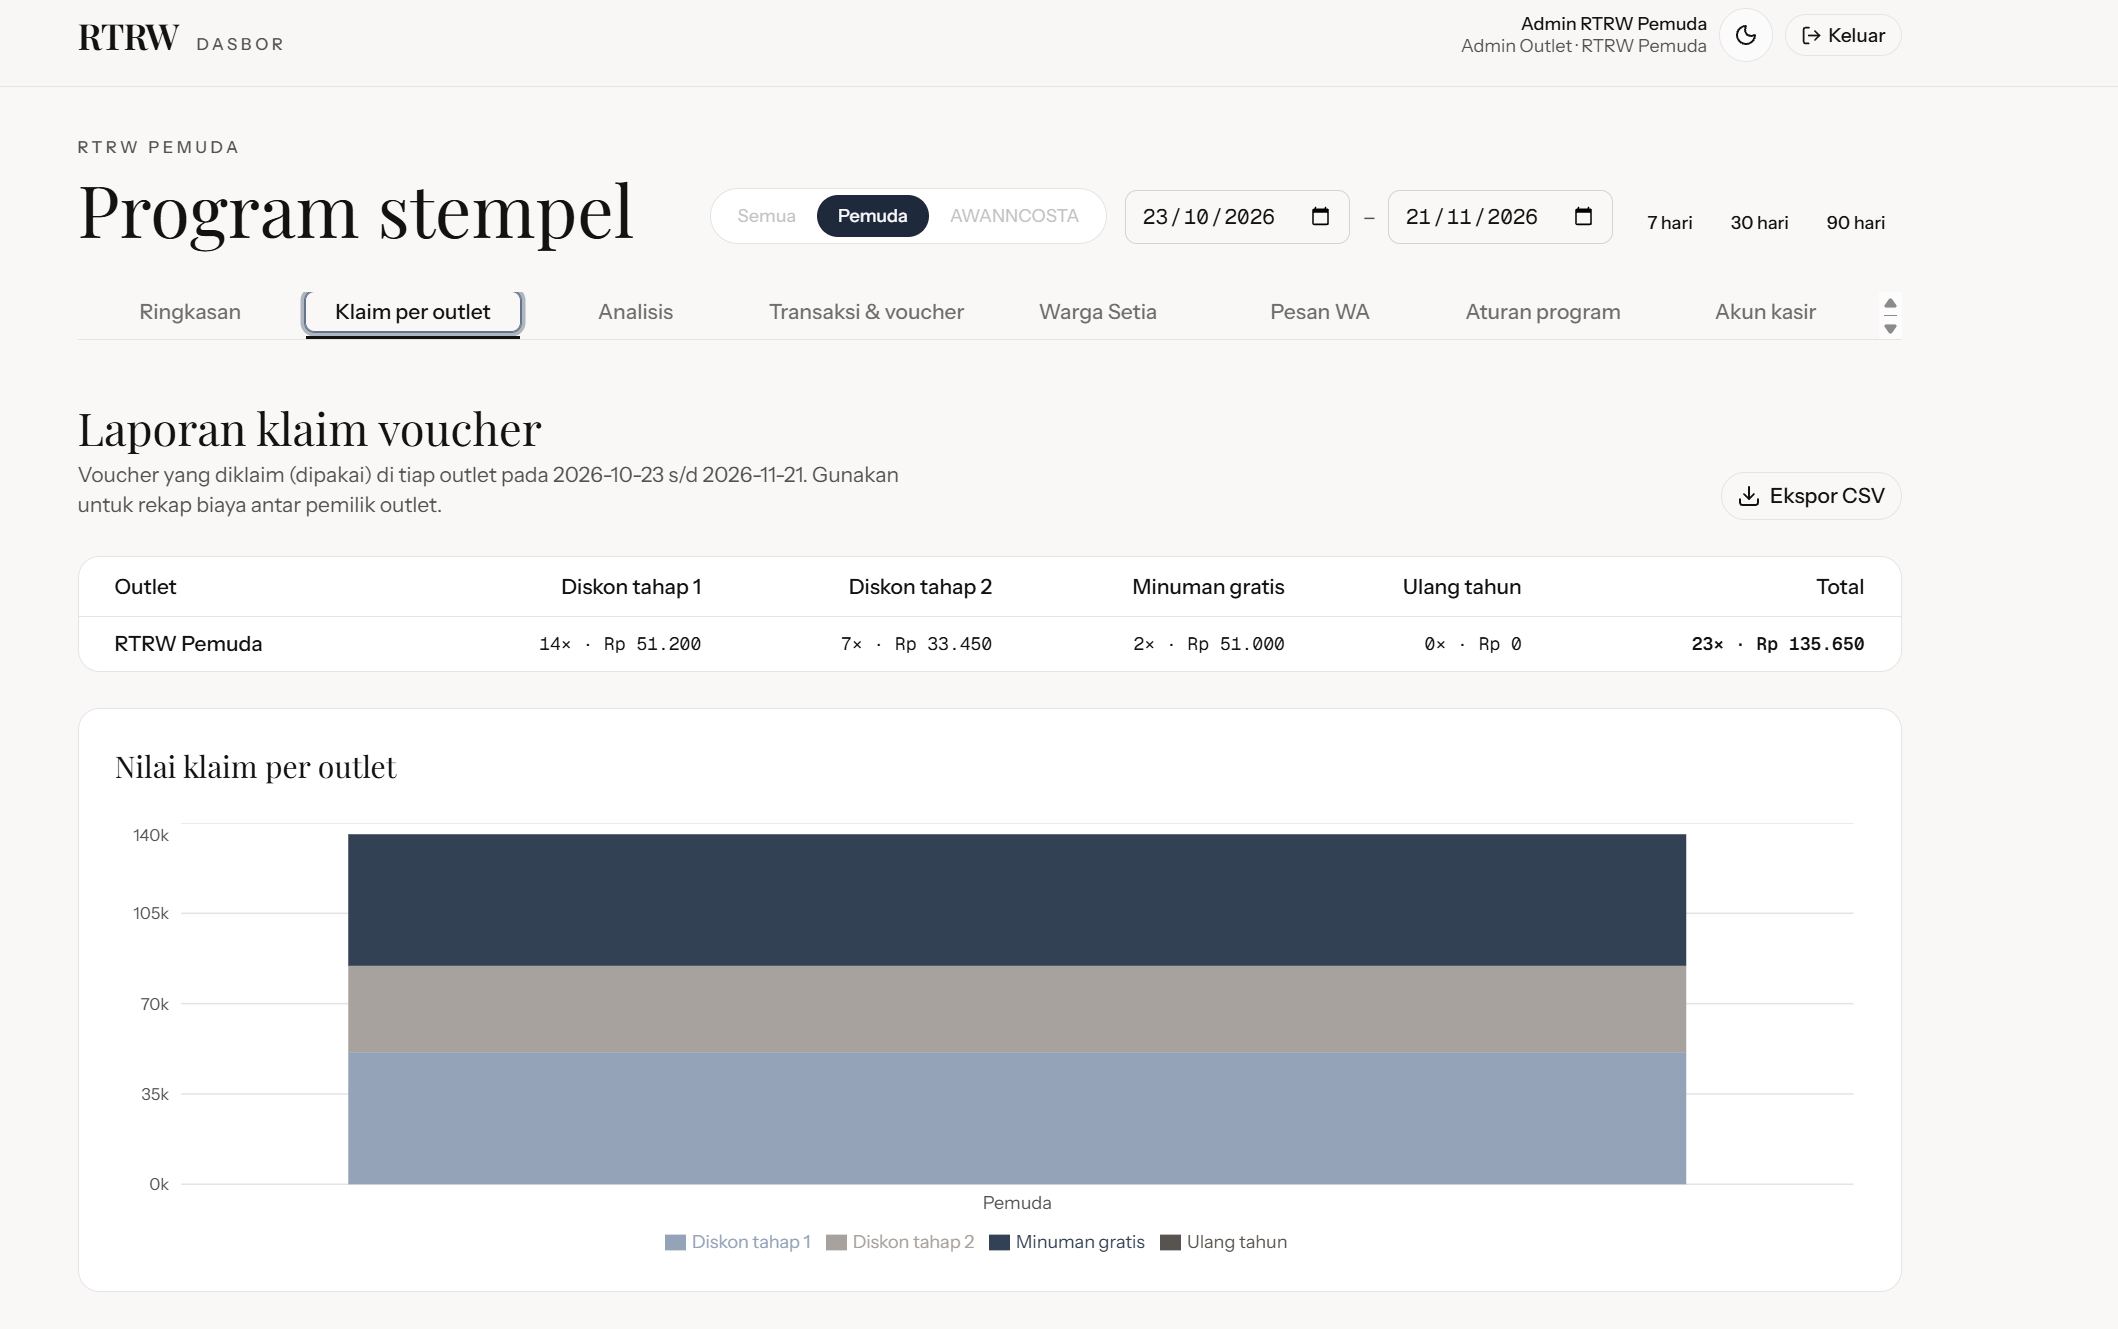 RTRW DASBOR
Admin RTRW Pemuda
Admin Outlet · RTRW Pemuda
Keluar
RTRW PEMUDA
Program stempel
Semua Pemuda AWANNCOSTA
23/10/2026 – 21/11/2026
7 hari 30 hari 90 hari
Ringkasan Klaim per outlet Analisis Transaksi & voucher Warga Setia Pesan WA Aturan program Akun kasir
Laporan klaim voucher
Voucher yang diklaim (dipakai) di tiap outlet pada 2026-10-23 s/d 2026-11-21. Gunakan
untuk rekap biaya antar pemilik outlet.
Ekspor CSV
Outlet Diskon tahap 1 Diskon tahap 2 Minuman gratis Ulang tahun Total
RTRW Pemuda 14× · Rp 51.200 7× · Rp 33.450 2× · Rp 51.000 0× · Rp 0 23× · Rp 135.650
Nilai klaim per outlet
140k
105k
70k
35k
0k
Pemuda
Diskon tahap 1 Diskon tahap 2 Minuman gratis Ulang tahun